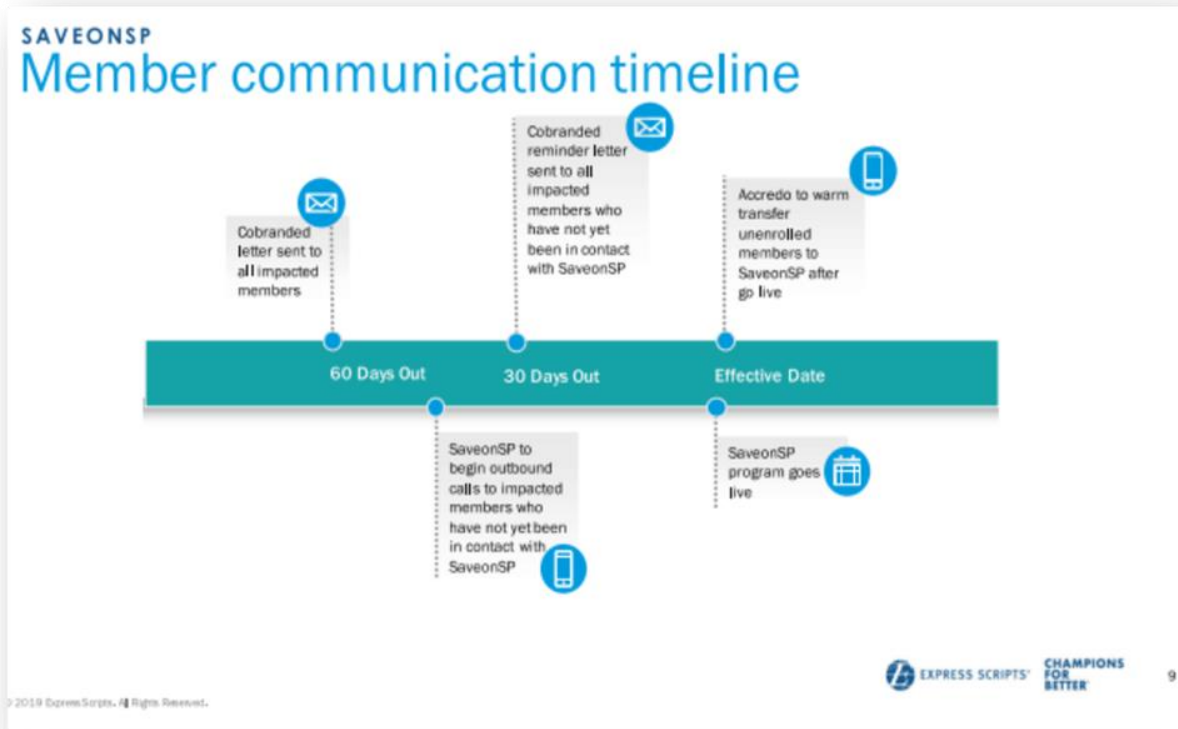 SAVEONSP
Member communication timeline
Cobranded
letter sent to
all impacted
members
Cobranded
reminder letter
sent to all
impacted
members who
have not yet
been in contact
with SaveonSP
Accredo to warm
transfer
unenrolled
members to
SaveonSP after
go live
60 Days Out
30 Days Out
Effective Date
SaveonSP to
begin outbound
calls to impacted
members who
have not yet been
in contact with
SaveonSP
SaveonSP
program goes
live
EXPRESS SCRIPTS®
CHAMPIONS
FOR
BETTER
9
© 2019 Express Scripts. All Rights Reserved.